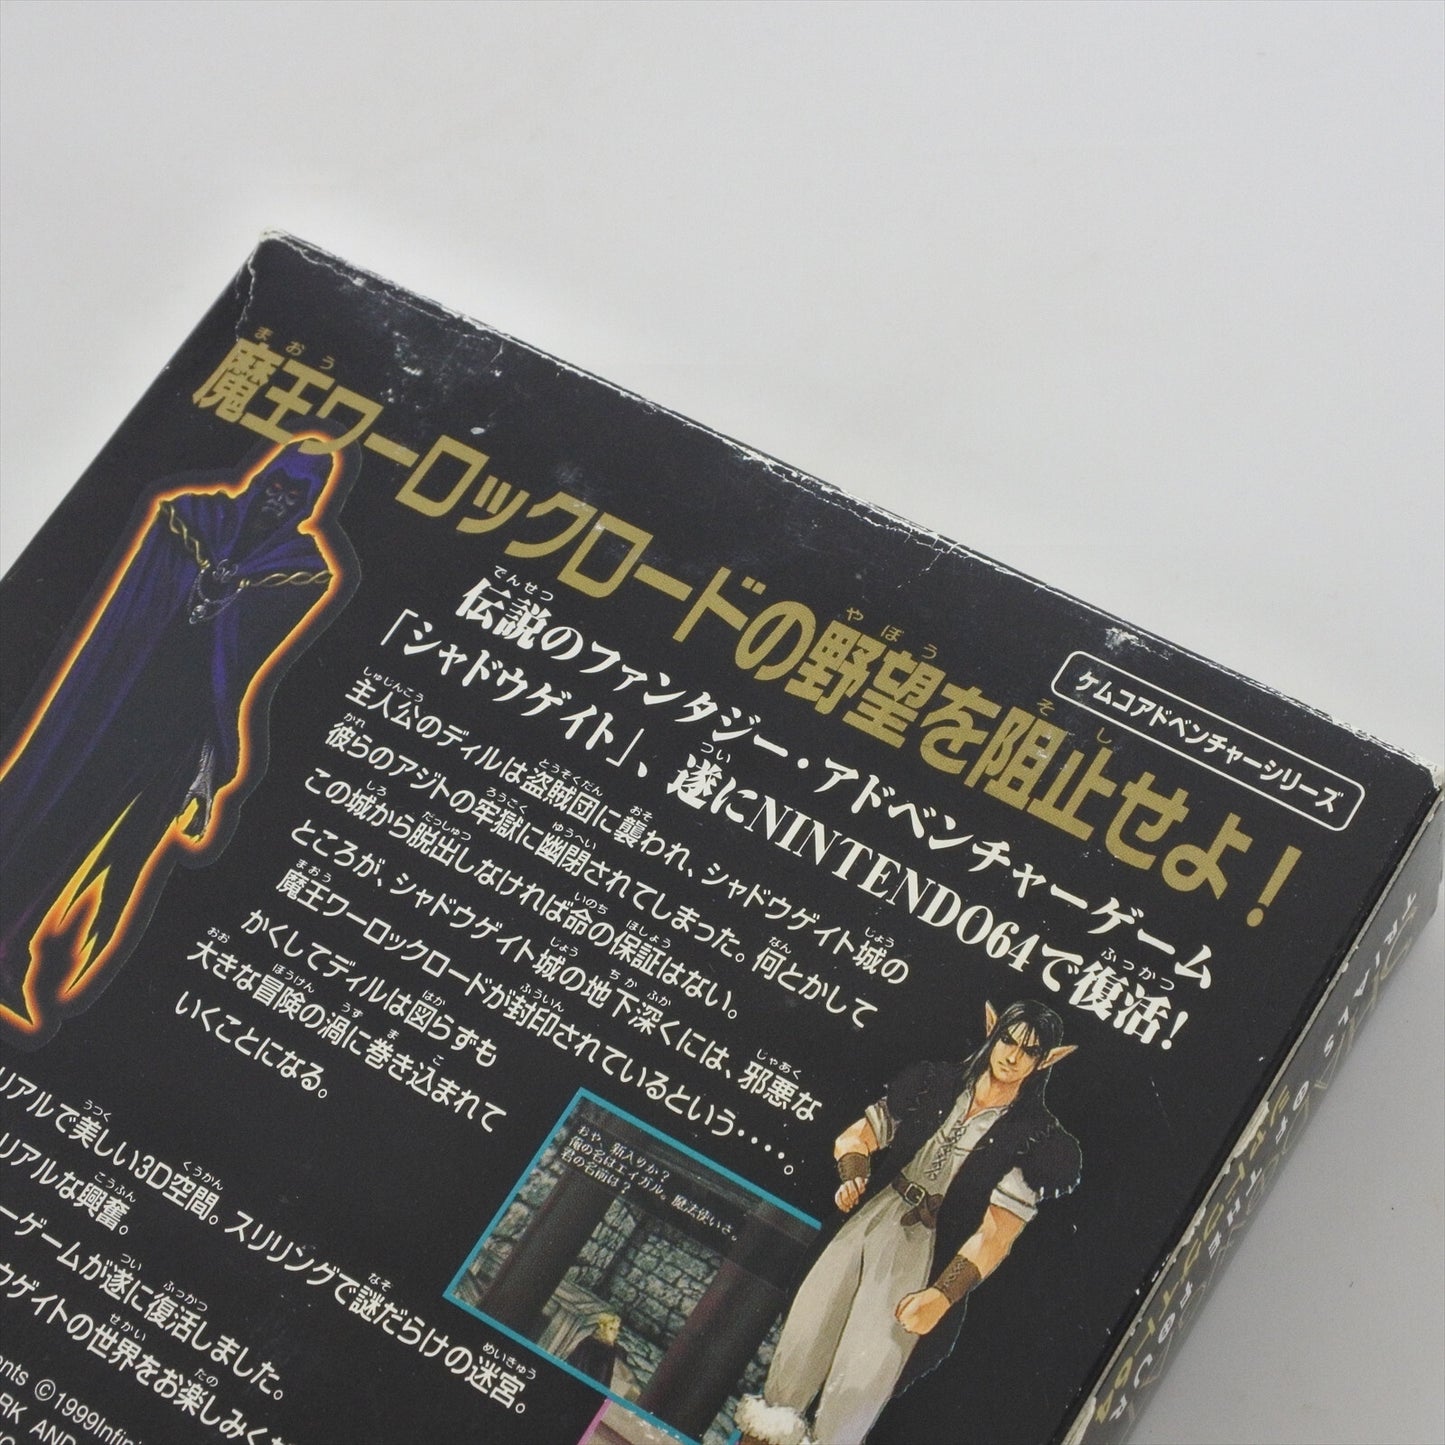 ケムコアドベンチャーシリーズ
魔王ワーロックロードの野望を阻止せよ！
伝説のファンタジー・アドベンチャーゲーム
「シャドウゲイト」、遂にNINTENDO64で復活!
主人公のディルは盗賊団に襲われ、シャドウゲイト城の
彼らのアジトの牢獄に幽閉されてしまった。何とかして
この城から脱出しなければ命の保証はない。
ところが、シャドウゲイト城の地下深くには、邪悪な
魔王ワーロックロードが封印されているという・・・・。
かくしてディルは図らずも
大きな冒険の渦に巻き込まれて
いくことになる。
おや、新入りか？
俺の名はエイガル。魔法使いさ。
君の名前は？
リアルで美しい3D空間。スリリングで謎だらけの迷宮。
リアルな興奮。
ーゲームが遂に復活しました。
ウゲイトの世界をお楽しみく
nts ©1999Infini
RK AND
TRIALS OF THE FOUR